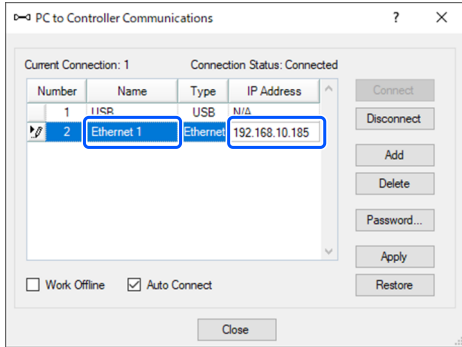 PC to Controller Communications
Current Connection: 1 Connection Status: Connected
Number Name Type IP Address
1 USB USB N/A
2 Ethernet 1 Ethernet 192.168.10.185
Connect
Disconnect
Add
Delete
Password...
Apply
Restore
Work Offline Auto Connect
Close